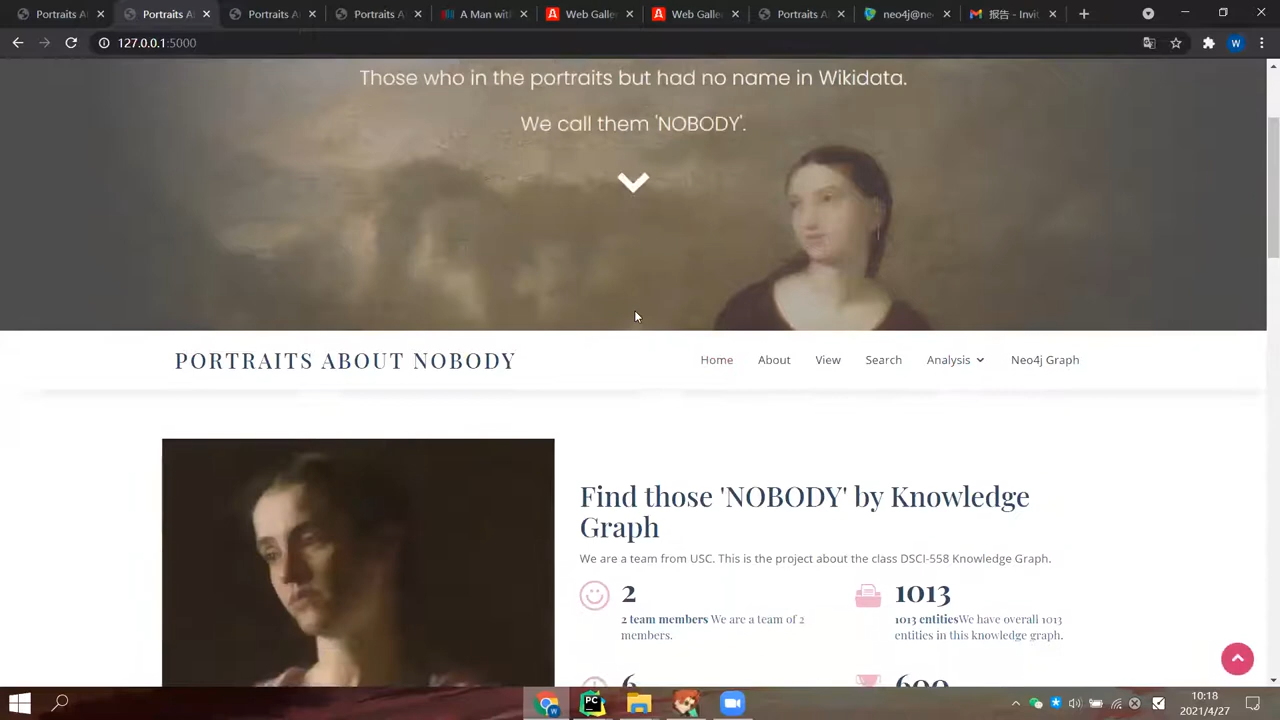 Portraits A
Portraits A
Portraits A
Portraits A
A Man wit
Web Galle
Web Galle
Portraits A
neo4j@ne
报告 - Invit
127.0.0.1:5000
W
Those who in the portraits but had no name in Wikidata.
We call them 'NOBODY'.
PORTRAITS ABOUT NOBODY
Home About View Search Analysis Neo4j Graph
Find those 'NOBODY' by Knowledge
Graph
We are a team from USC. This is the project about the class DSCI-558 Knowledge Graph.
2
2 team members We are a team of 2
members.
1013
1013 entitiesWe have overall 1013
entities in this knowledge graph.
6
600
PC
W
10:18
2021/4/27